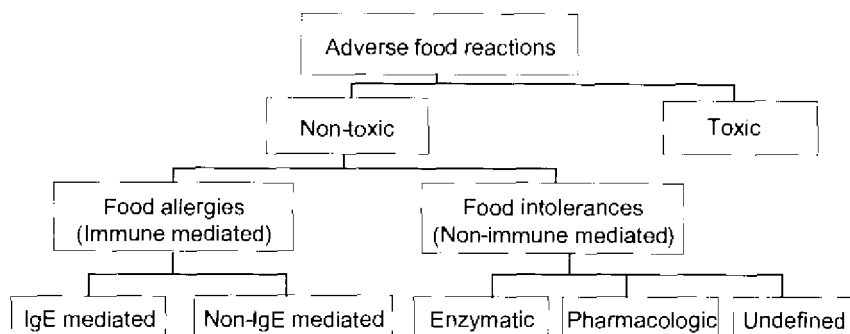 Adverse food reactions
Non-toxic
Toxic
Food allergies
(Immune mediated)
Food intolerances
(Non-immune mediated)
IgE mediated
Non-IgE mediated
Enzymatic
Pharmacologic
Undefined